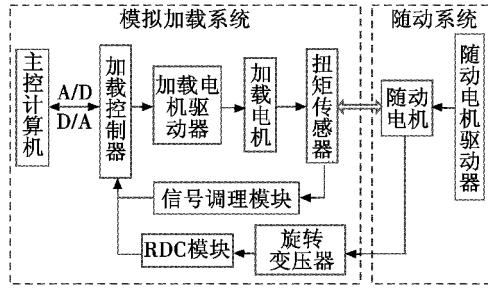 模拟加载系统
随动系统
主控计算机
A/D
D/A
加载控制器
加载电
机驱
动器
加载电机
扭矩传感器
随动
电机
随动电机驱动器
信号调理模块
RDC模块
旋转
变压器